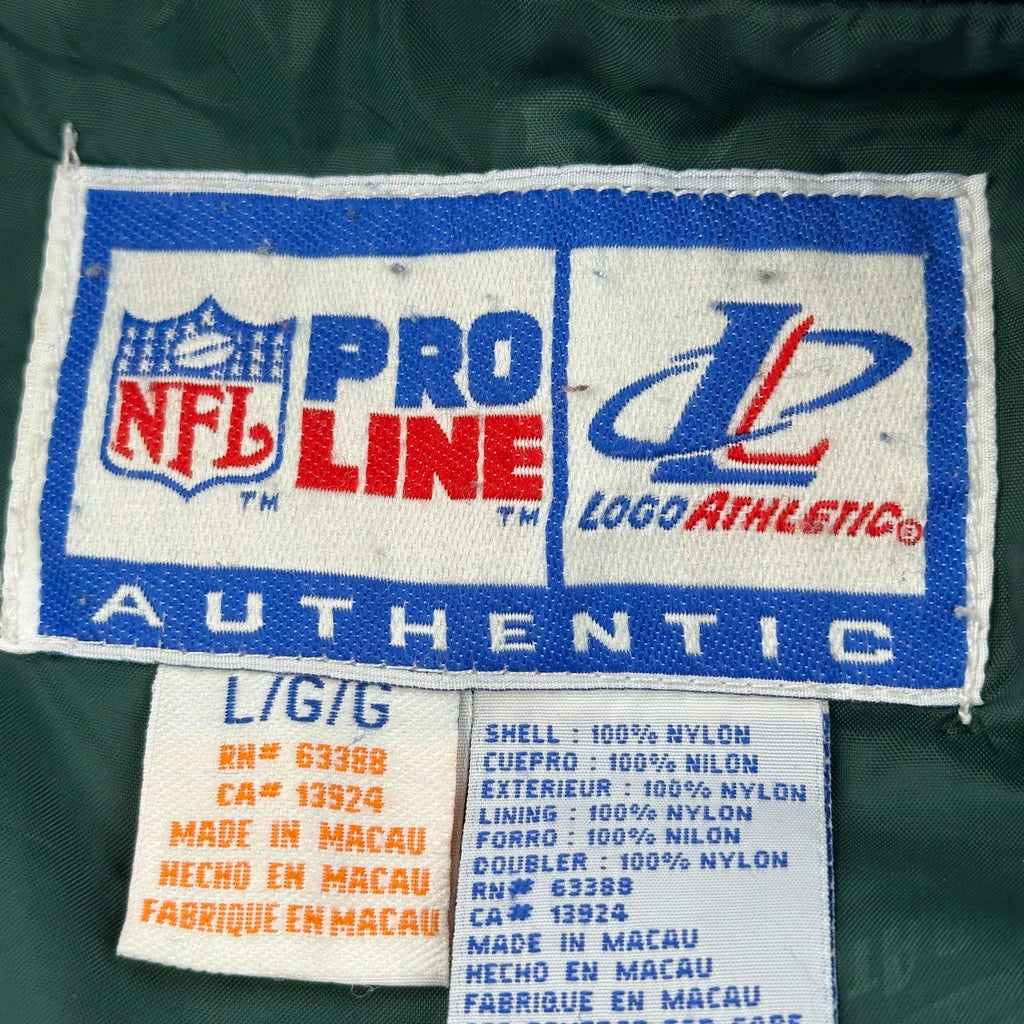 NFL
TM
PRO
LINE
TM
LOGO ATHLETIC®
AUTHENTIC
L/G/G
RN# 63388
CA# 13924
MADE IN MACAU
HECHO EN MACAU
FABRIQUE EN MACAU
SHELL : 100% NYLON
CUEPRO : 100% NILON
EXTERIEUR : 100% NYLON
LINING : 100% NYLON
FORRO : 100% NILON
DOUBLER : 100% NYLON
RN# 63388
CA# 13924
MADE IN MACAU
HECHO EN MACAU
FABRIQUE EN MACAU